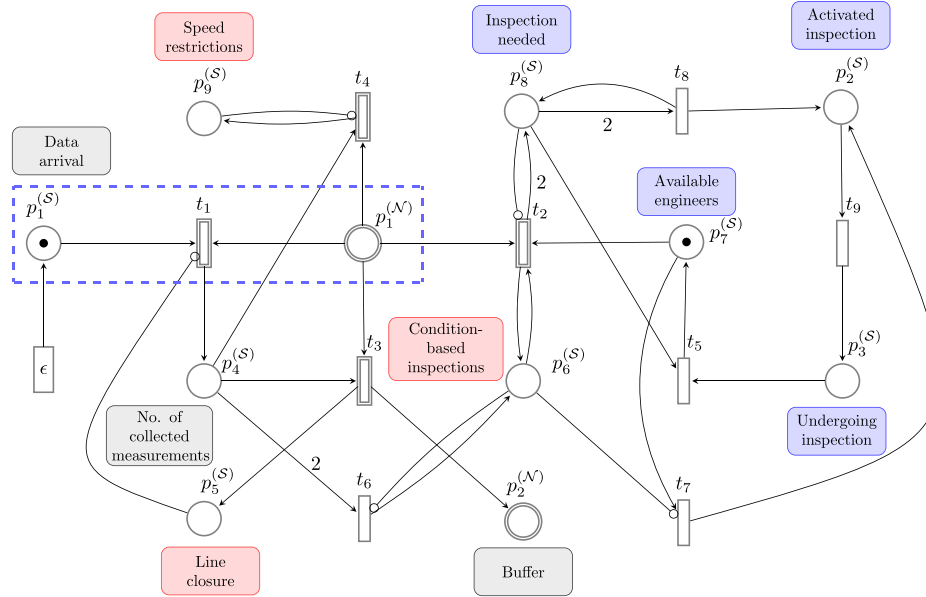 Speed
restrictions
Inspection
needed
Activated
inspection
p₉^(𝒮)
t₄
p₈^(𝒮)
t₈
p₂^(𝒮)
2
Data
arrival
2
Available
engineers
p₁^(𝒮)
t₁
p₁^(𝒩)
t₂
p₇^(𝒮)
t₉
ϵ
p₄^(𝒮)
t₃
Condition-
based
inspections
p₆^(𝒮)
t₅
p₃^(𝒮)
No. of
collected
measurements
Undergoing
inspection
2
p₅^(𝒮)
t₆
p₂^(𝒩)
t₇
Line
closure
Buffer